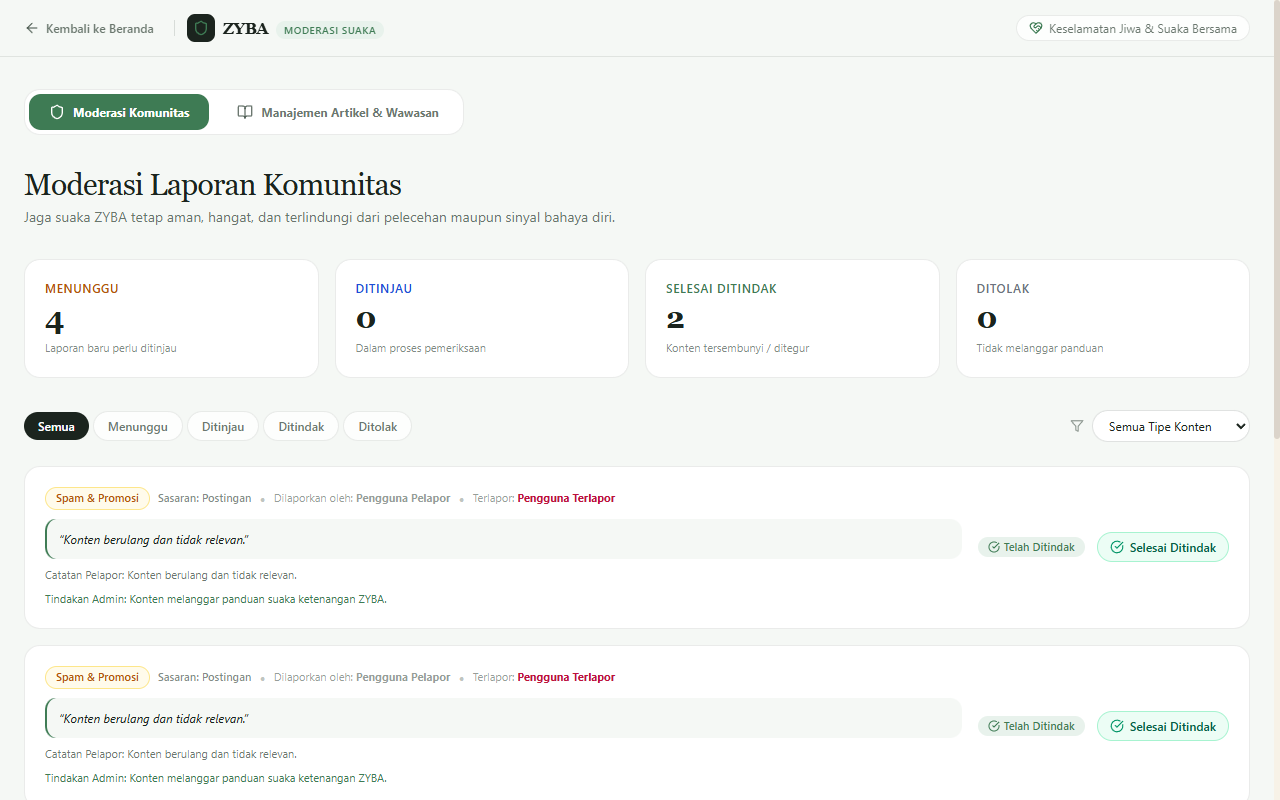 Kembali ke Beranda
ZYBA
MODERASI SUAKA
Keselamatan Jiwa & Suaka Bersama
Moderasi Komunitas
Manajemen Artikel & Wawasan
Moderasi Laporan Komunitas
Jaga suaka ZYBA tetap aman, hangat, dan terlindungi dari pelecehan maupun sinyal bahaya diri.
MENUNGGU
4
Laporan baru perlu ditinjau
DITINJAU
0
Dalam proses pemeriksaan
SELESAI DITINDAK
2
Konten tersembunyi / ditegur
DITOLAK
0
Tidak melanggar panduan
Semua
Menunggu
Ditinjau
Ditindak
Ditolak
Semua Tipe Konten
Spam & Promosi Sasaran: Postingan • Dilaporkan oleh: Pengguna Pelapor • Terlapor: Pengguna Terlapor
"Konten berulang dan tidak relevan."
Telah Ditindak
Selesai Ditindak
Catatan Pelapor: Konten berulang dan tidak relevan.
Tindakan Admin: Konten melanggar panduan suaka ketenangan ZYBA.
Spam & Promosi Sasaran: Postingan • Dilaporkan oleh: Pengguna Pelapor • Terlapor: Pengguna Terlapor
"Konten berulang dan tidak relevan."
Telah Ditindak
Selesai Ditindak
Catatan Pelapor: Konten berulang dan tidak relevan.
Tindakan Admin: Konten melanggar panduan suaka ketenangan ZYBA.